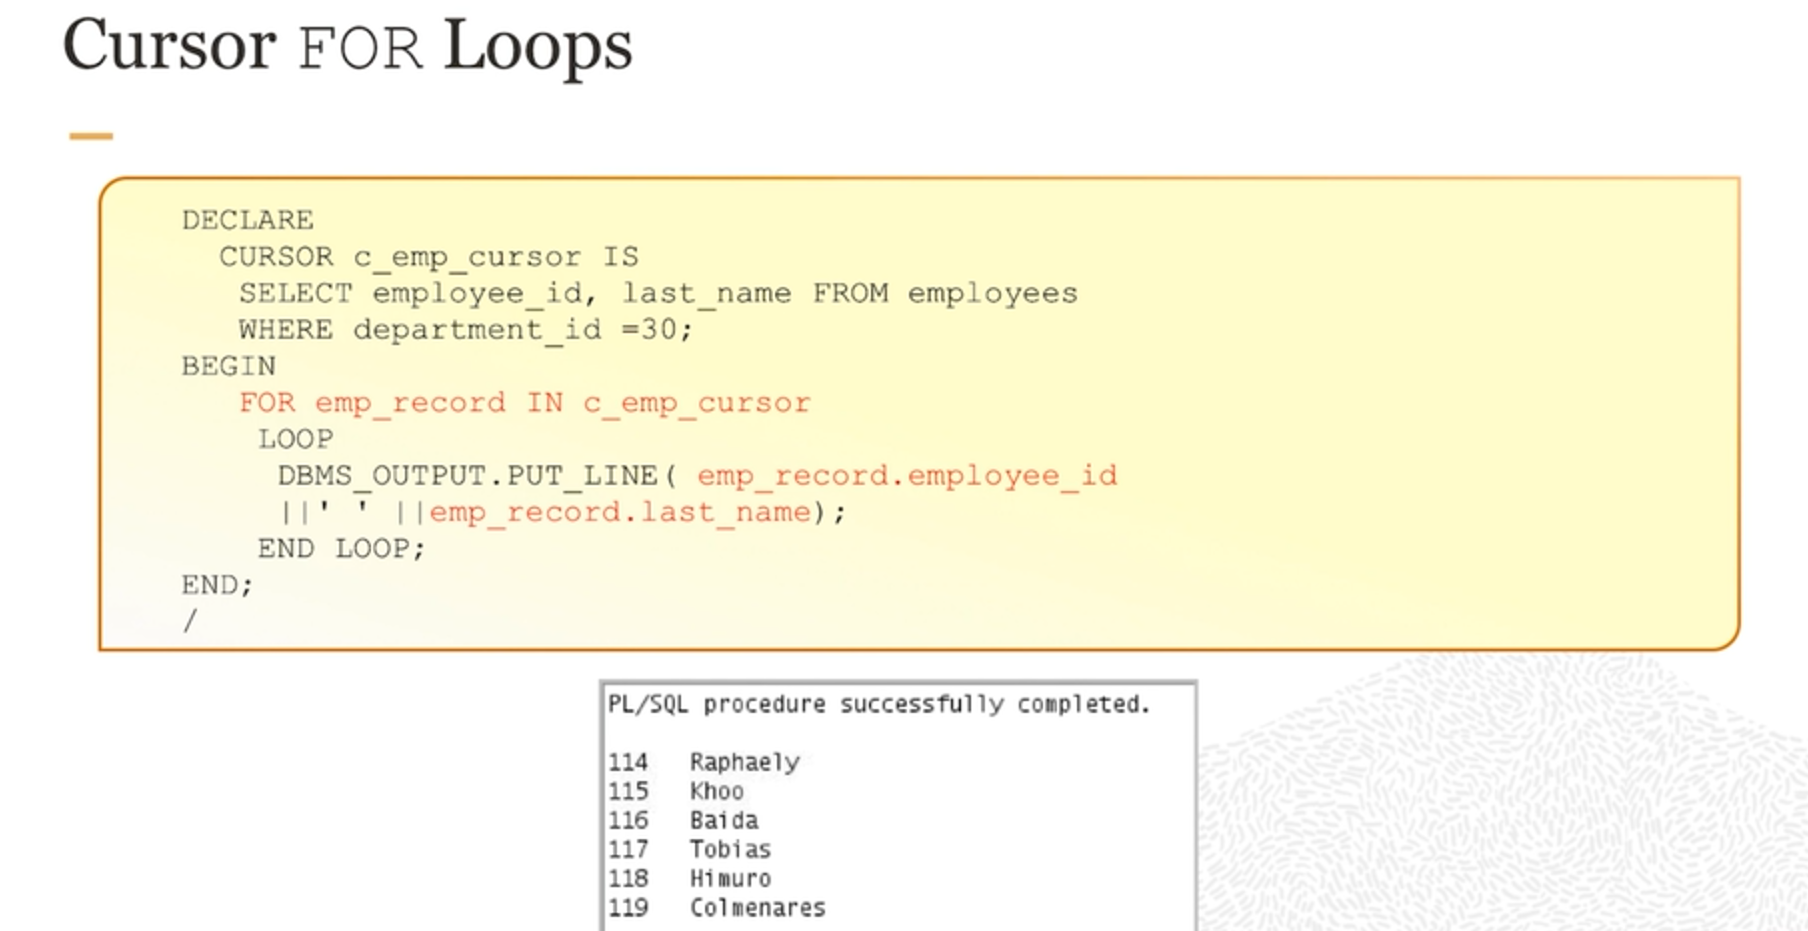 Cursor FOR Loops
DECLARE
CURSOR c_emp_cursor IS
SELECT employee_id, last_name FROM employees
WHERE department_id =30;
BEGIN
FOR emp_record IN c_emp_cursor
LOOP
DBMS_OUTPUT.PUT_LINE( emp_record.employee_id
||' ' ||emp_record.last_name);
END LOOP;
END;
/
PL/SQL procedure successfully completed.
114 Raphaely
115 Khoo
116 Baida
117 Tobias
118 Himuro
119 Colmenares